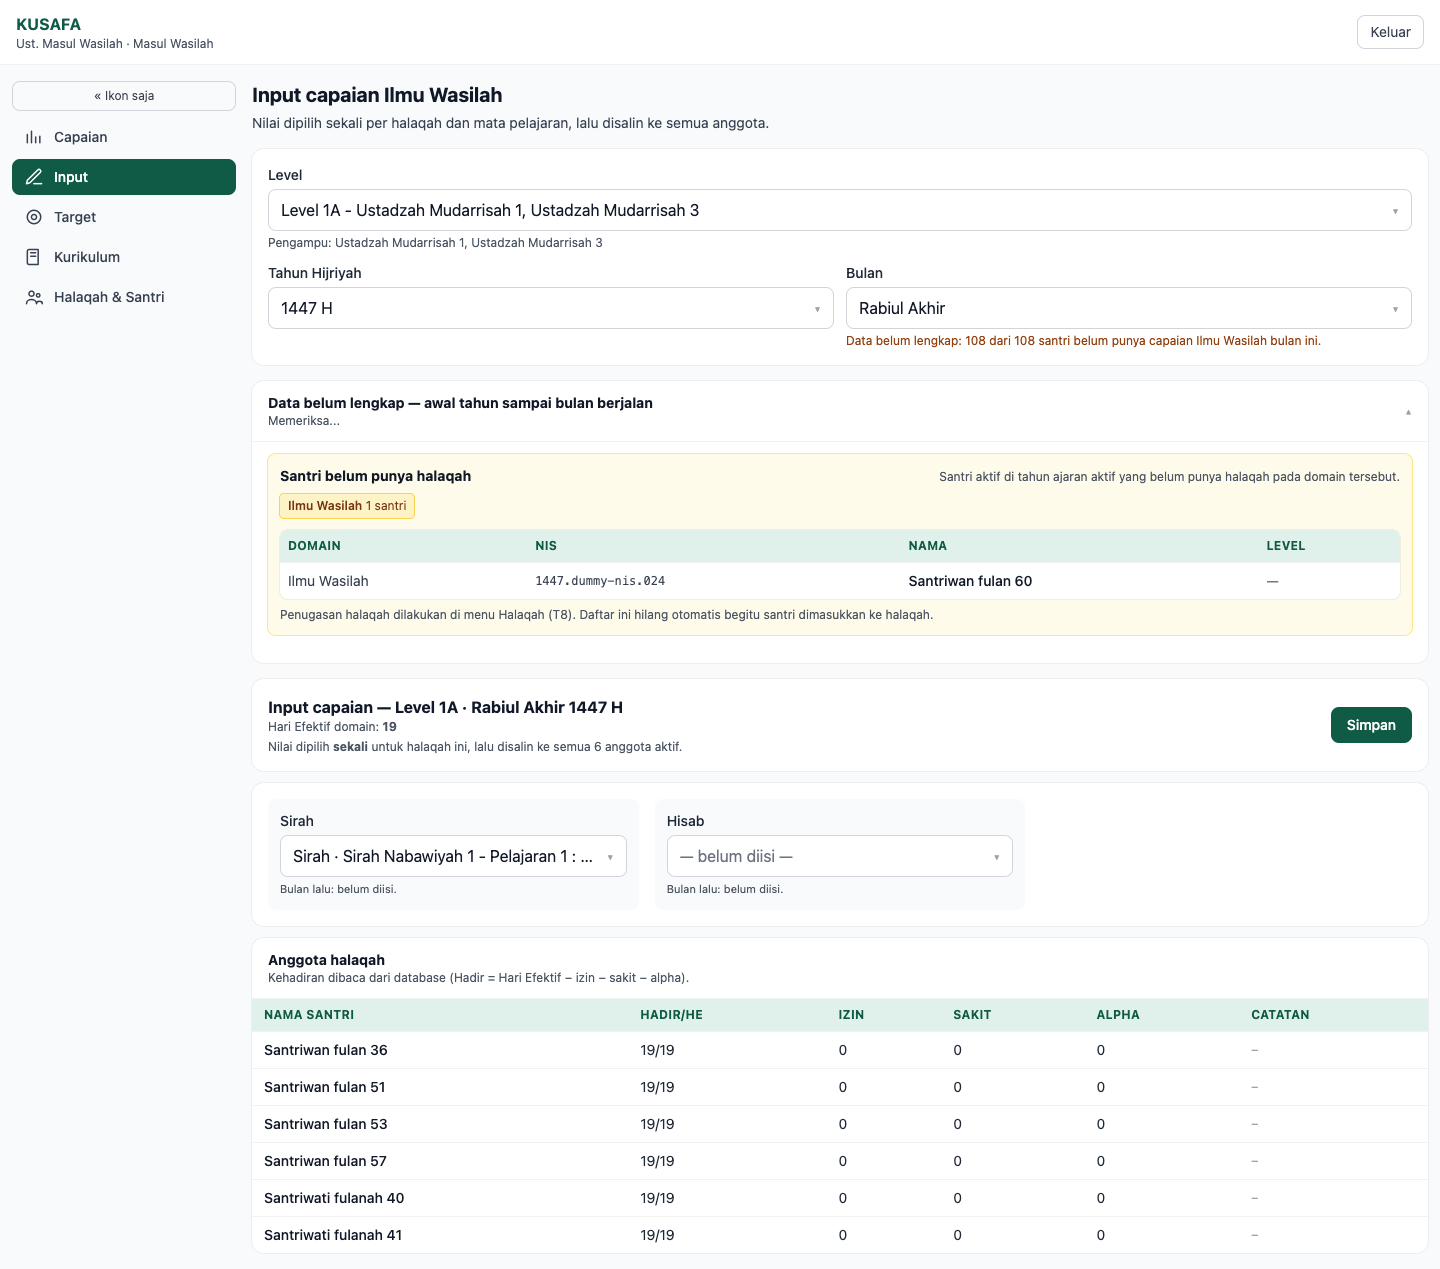 KUSAFA
Ust. Masul Wasilah · Masul Wasilah
Keluar
« Ikon saja
Capaian
Input
Target
Kurikulum
Halaqah & Santri
Input capaian Ilmu Wasilah
Nilai dipilih sekali per halaqah dan mata pelajaran, lalu disalin ke semua anggota.
Level
Level 1A - Ustadzah Mudarrisah 1, Ustadzah Mudarrisah 3
Pengampu: Ustadzah Mudarrisah 1, Ustadzah Mudarrisah 3
Tahun Hijriyah
1447 H
Bulan
Rabiul Akhir
Data belum lengkap: 108 dari 108 santri belum punya capaian Ilmu Wasilah bulan ini.
Data belum lengkap — awal tahun sampai bulan berjalan
Memeriksa...
Santri belum punya halaqah
Santri aktif di tahun ajaran aktif yang belum punya halaqah pada domain tersebut.
Ilmu Wasilah 1 santri
DOMAIN NIS NAMA LEVEL
Ilmu Wasilah 1447.dummy-nis.024 Santriwan fulan 60 —
Penugasan halaqah dilakukan di menu Halaqah (T8). Daftar ini hilang otomatis begitu santri dimasukkan ke halaqah.
Input capaian — Level 1A · Rabiul Akhir 1447 H
Hari Efektif domain: 19
Nilai dipilih sekali untuk halaqah ini, lalu disalin ke semua 6 anggota aktif.
Simpan
Sirah
Sirah · Sirah Nabawiyah 1 - Pelajaran 1 : ...
Bulan lalu: belum diisi.
Hisab
— belum diisi —
Bulan lalu: belum diisi.
Anggota halaqah
Kehadiran dibaca dari database (Hadir = Hari Efektif − izin − sakit − alpha).
NAMA SANTRI HADIR/HE IZIN SAKIT ALPHA CATATAN
Santriwan fulan 36 19/19 0 0 0 –
Santriwan fulan 51 19/19 0 0 0 –
Santriwan fulan 53 19/19 0 0 0 –
Santriwan fulan 57 19/19 0 0 0 –
Santriwati fulanah 40 19/19 0 0 0 –
Santriwati fulanah 41 19/19 0 0 0 –